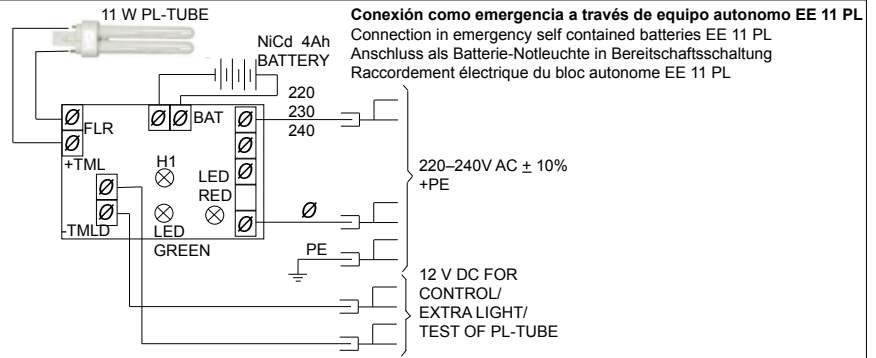 11 W PL-TUBE
Conexión como emergencia a través de equipo autonomo EE 11 PL
Connection in emergency self contained batteries EE 11 PL
Anschluss als Batterie-Notleuchte in Bereitschaftsschaltung
Raccordement électrique du bloc autonome EE 11 PL
NiCd 4Ah
BATTERY
220
230
240
FLR
BAT
+TML
H1
LED
RED
-TMLD
LED
GREEN
Ø
PE
220–240V AC ± 10%
+PE
12 V DC FOR
CONTROL/
EXTRA LIGHT/
TEST OF PL-TUBE